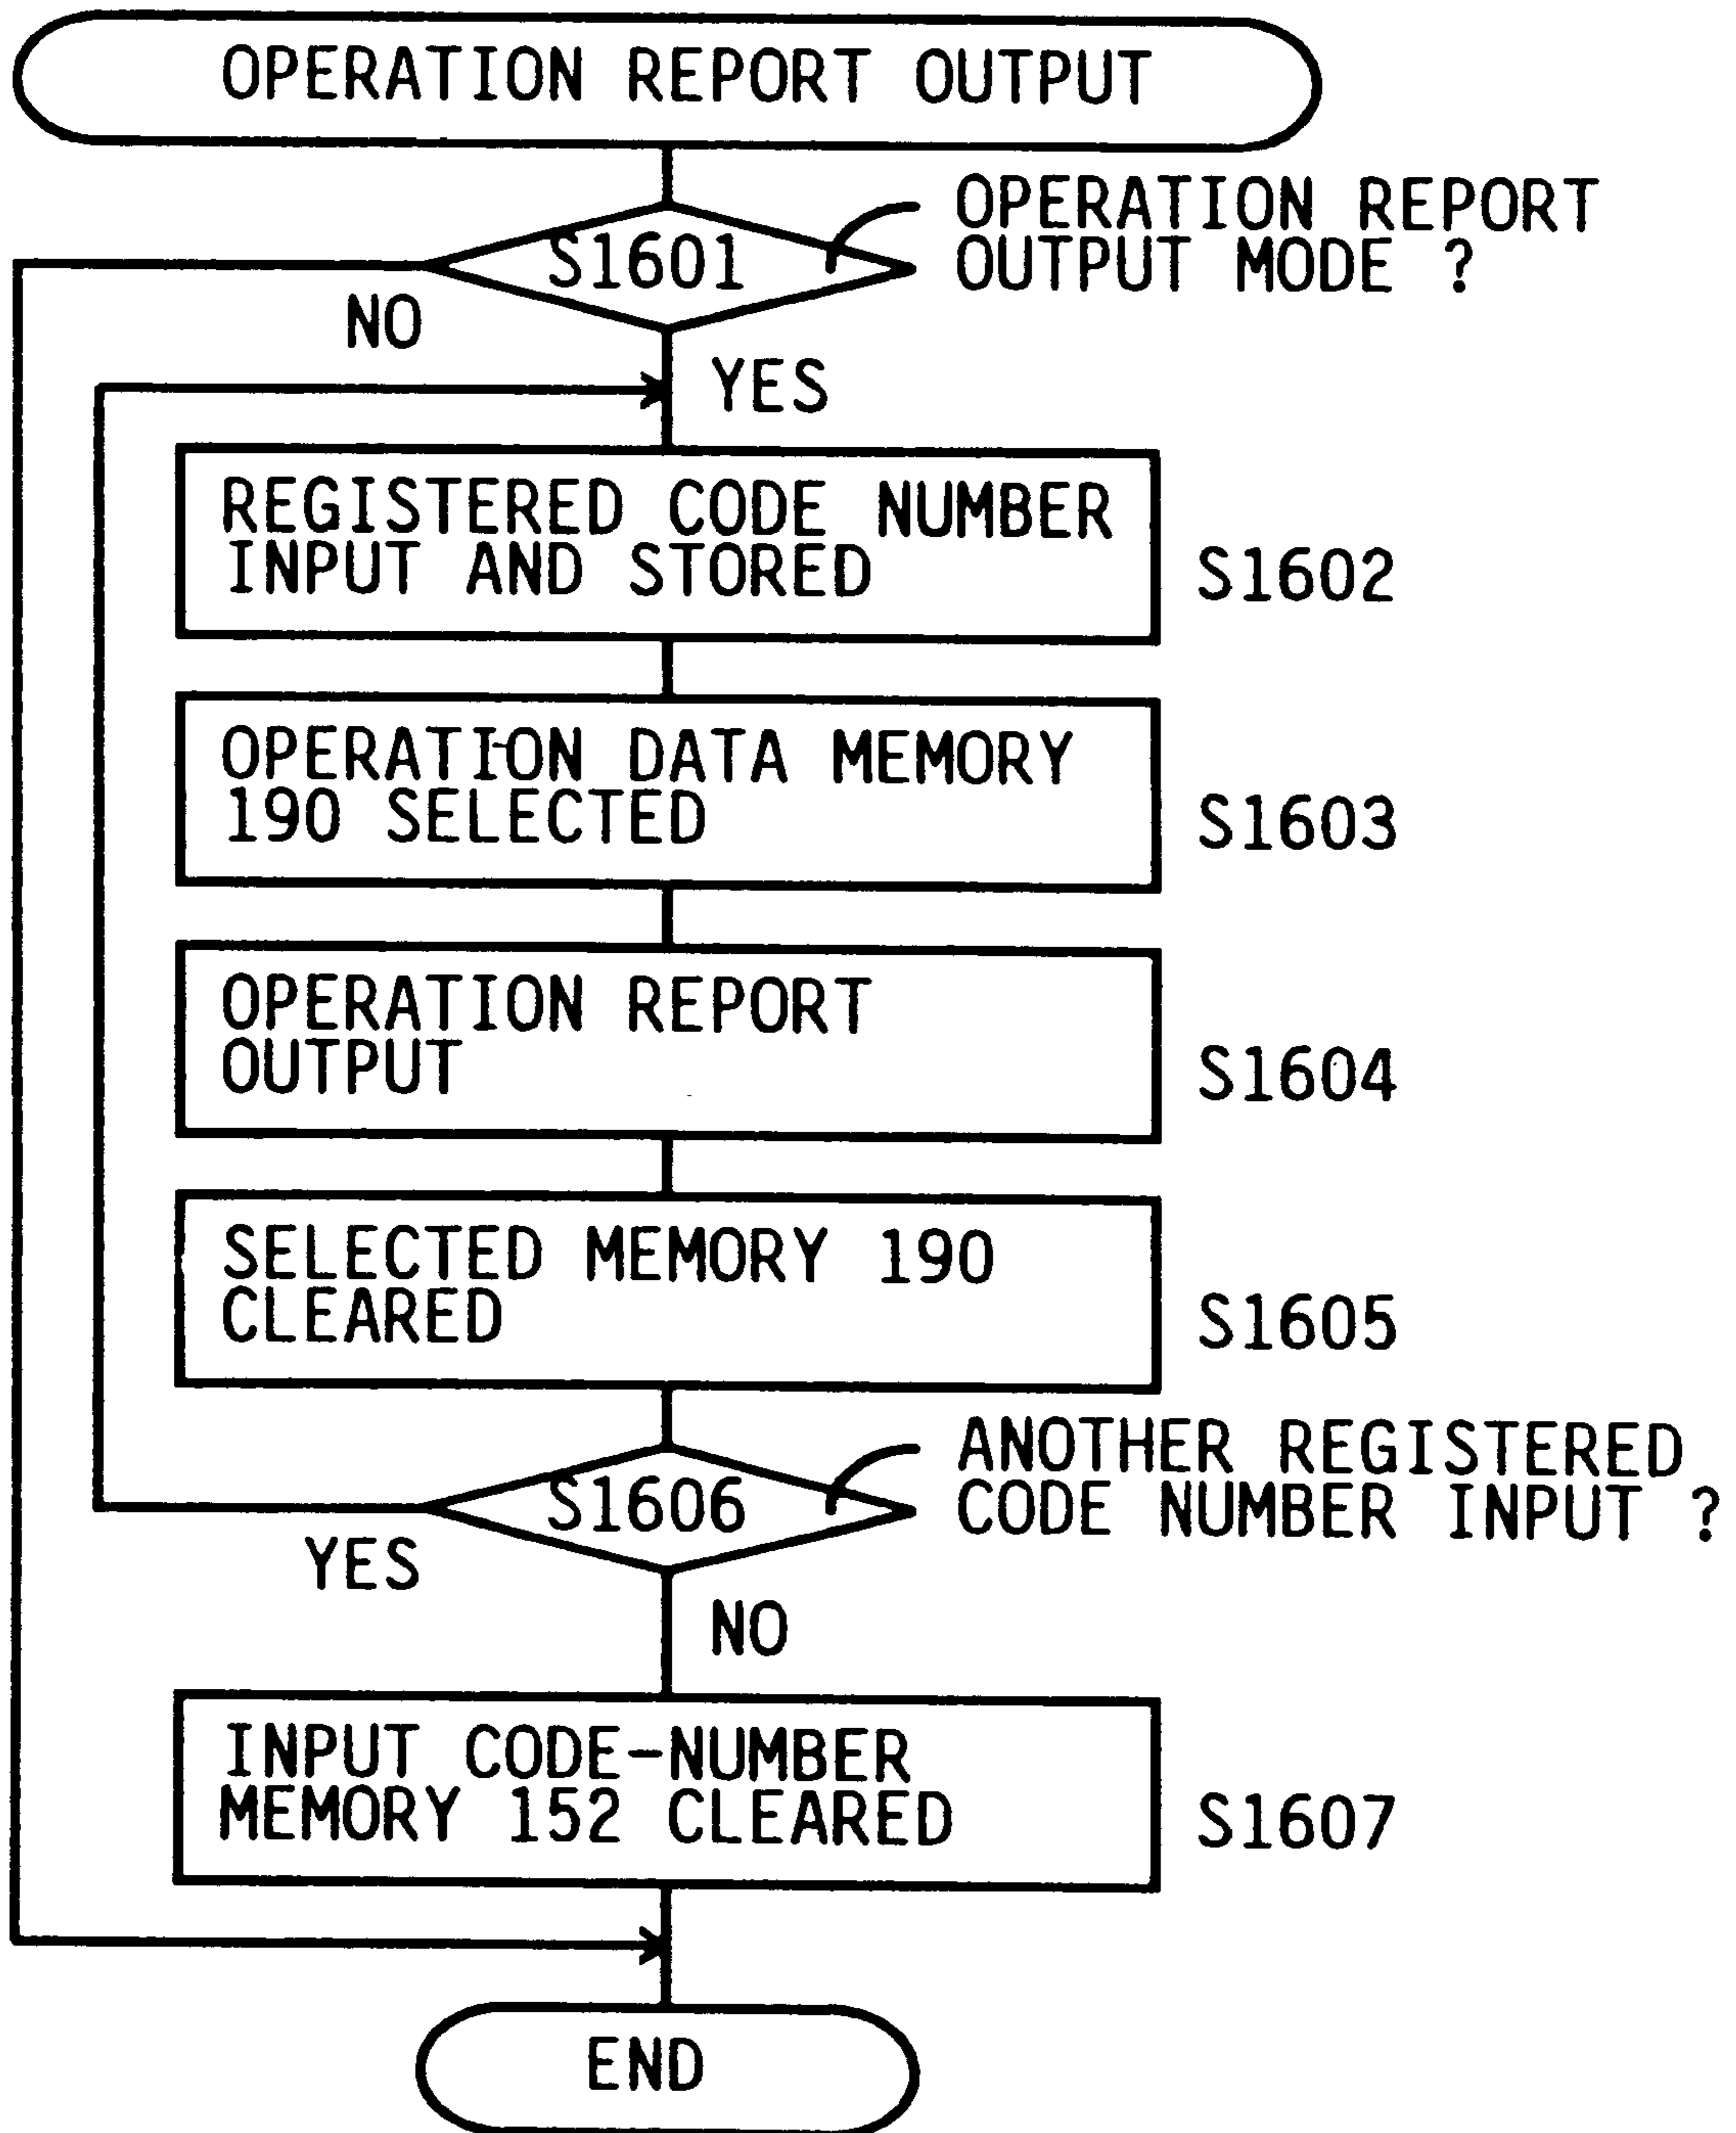 OPERATION REPORT OUTPUT
S1601
OPERATION REPORT
OUTPUT MODE ?
NO
YES
REGISTERED CODE NUMBER
INPUT AND STORED
S1602
OPERATION DATA MEMORY
190 SELECTED
S1603
OPERATION REPORT
OUTPUT
S1604
SELECTED MEMORY 190
CLEARED
S1605
S1606
ANOTHER REGISTERED
CODE NUMBER INPUT ?
YES
NO
INPUT CODE-NUMBER
MEMORY 152 CLEARED
S1607
END